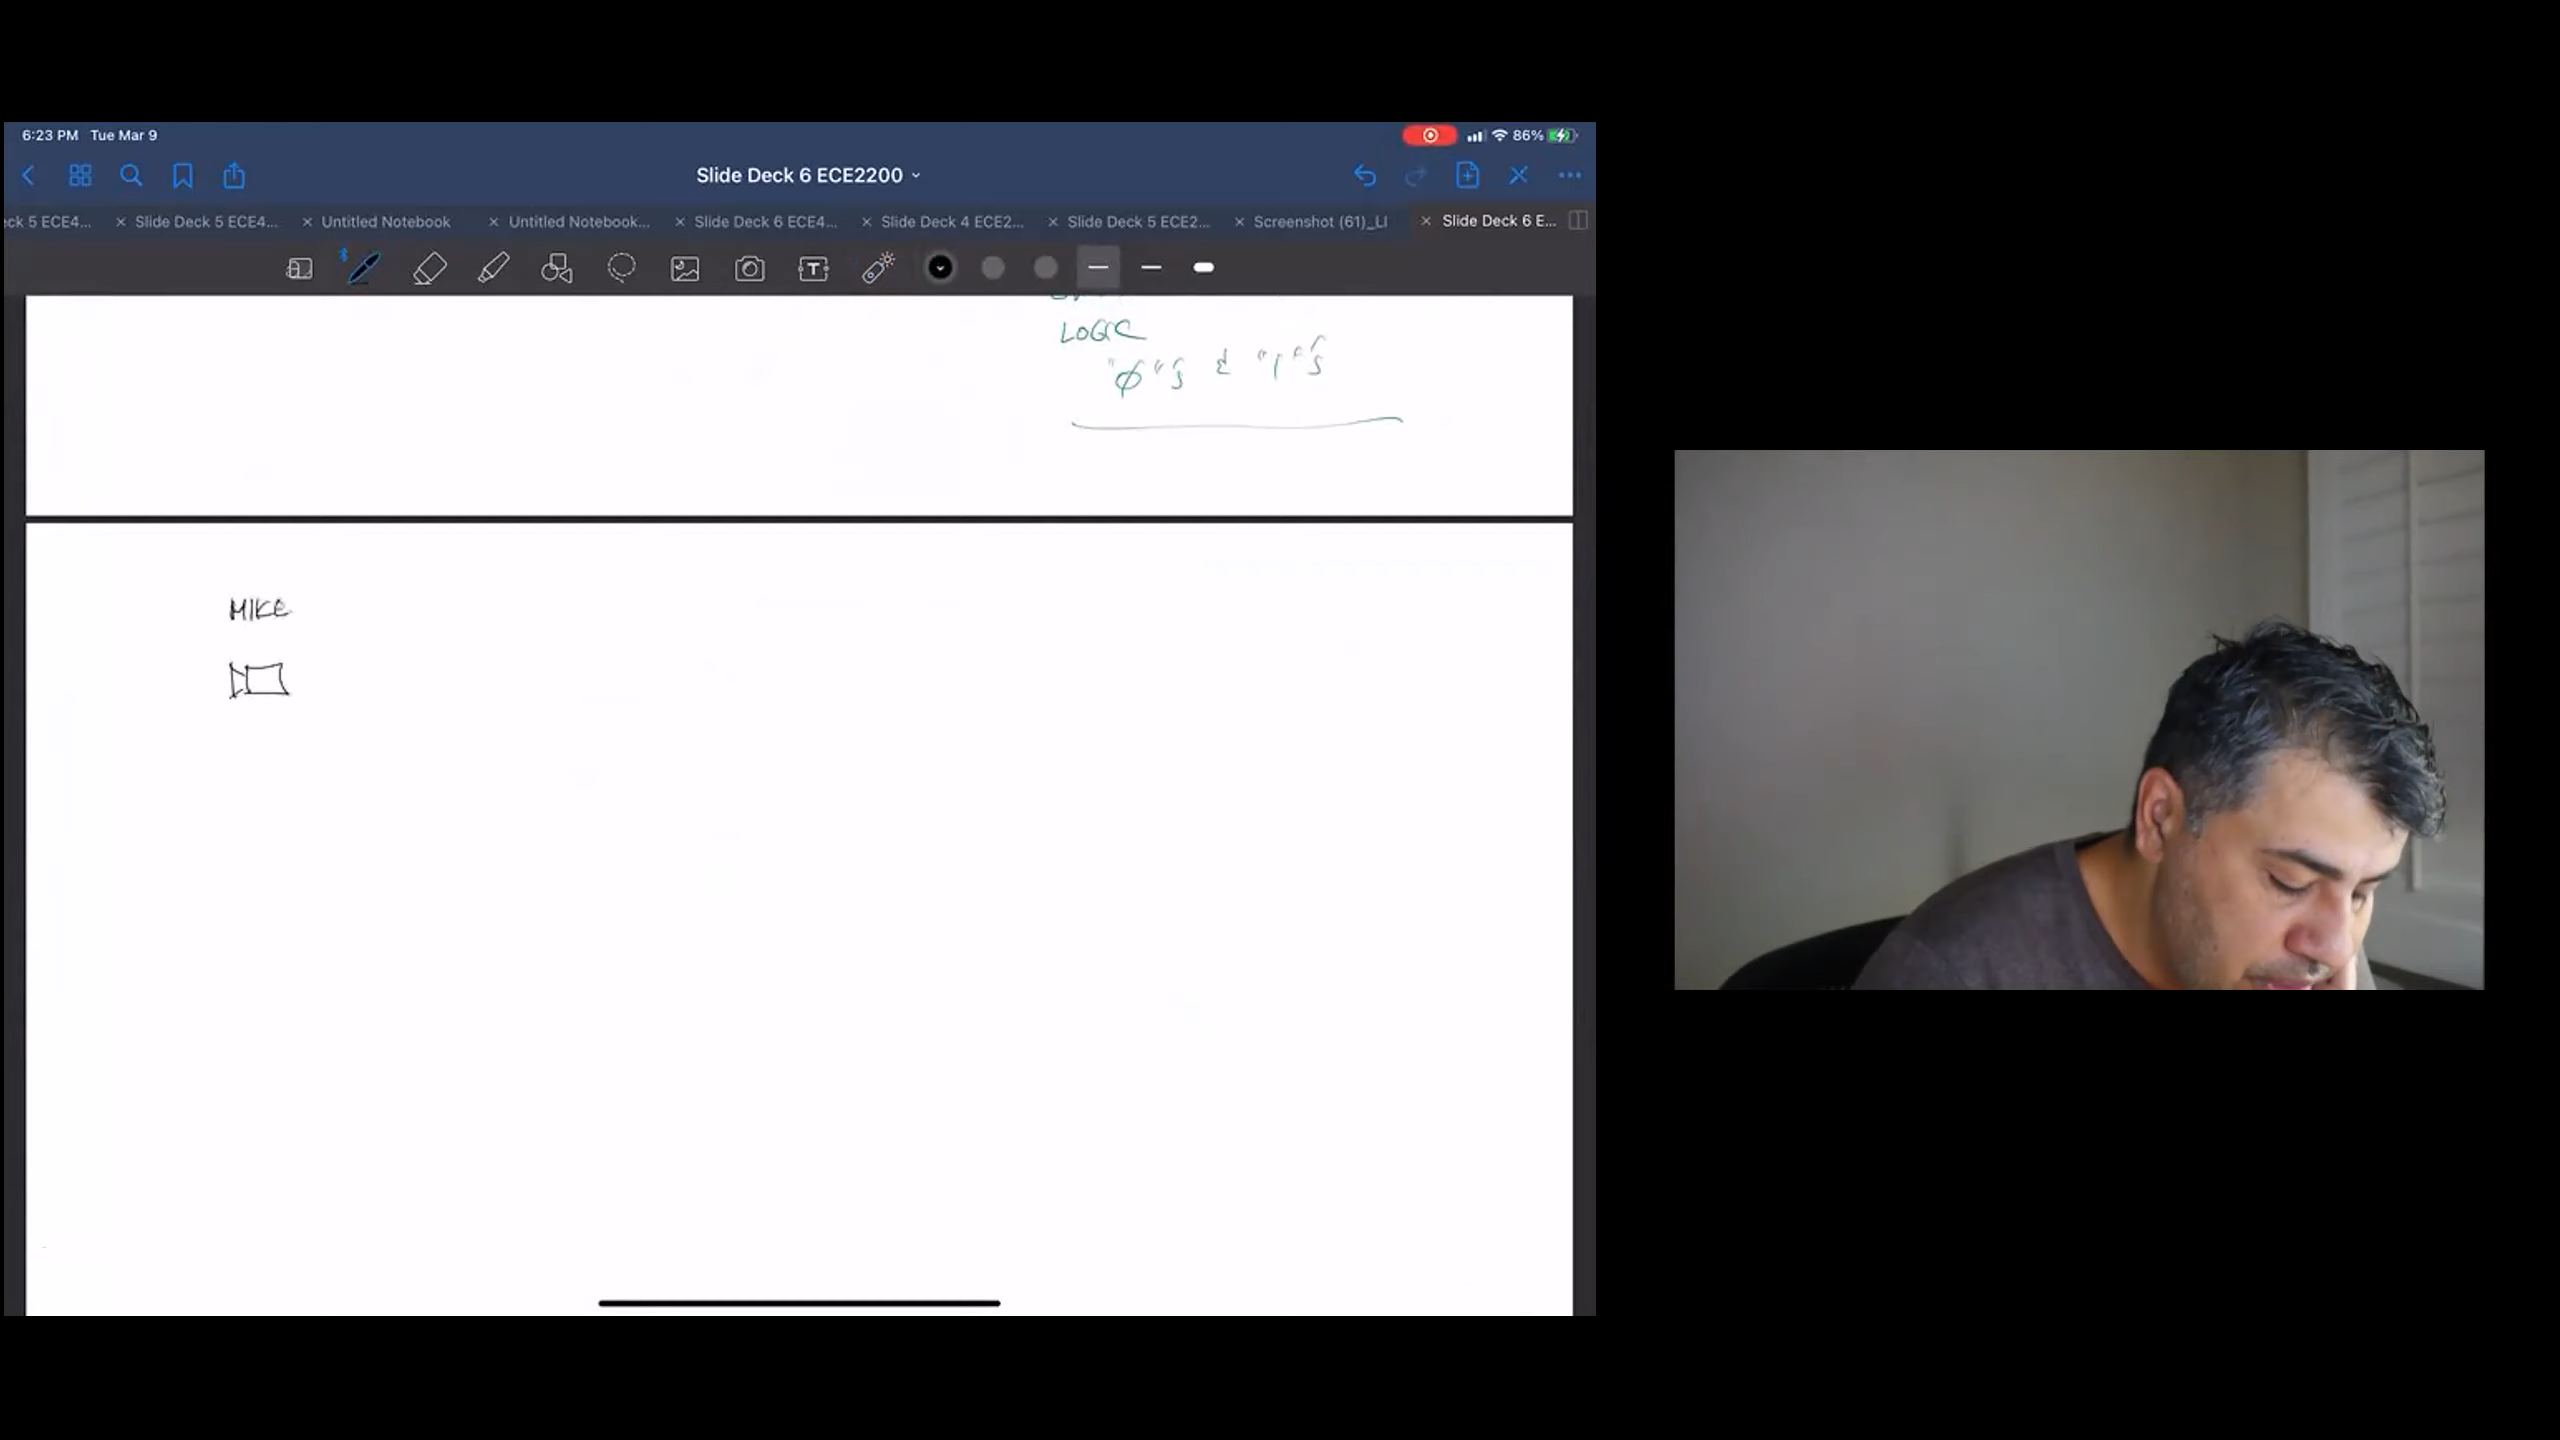 6:23 PM Tue Mar 9
86%
Slide Deck 6 ECE2200
ck 5 ECE4... × Slide Deck 5 ECE4... × Untitled Notebook × Untitled Notebook... × Slide Deck 6 ECE4... × Slide Deck 4 ECE2... × Slide Deck 5 ECE2... × Screenshot (61)_LI × Slide Deck 6 E...
T
LOGIC
"φ"s & "1"s
MIKE